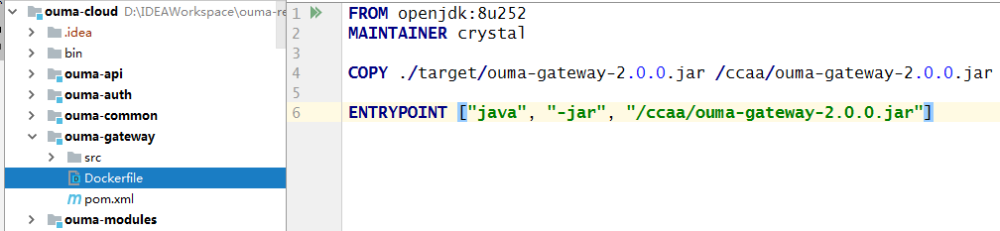 ouma-cloud D:\IDEAWorkspace\ouma-re
.idea
bin
ouma-api
ouma-auth
ouma-common
ouma-gateway
src
Dockerfile
pom.xml
ouma-modules
1 FROM openjdk:8u252
2 MAINTAINER crystal
3
4 COPY ./target/ouma-gateway-2.0.0.jar /ccaa/ouma-gateway-2.0.0.jar
5
6 ENTRYPOINT ["java", "-jar", "/ccaa/ouma-gateway-2.0.0.jar"]